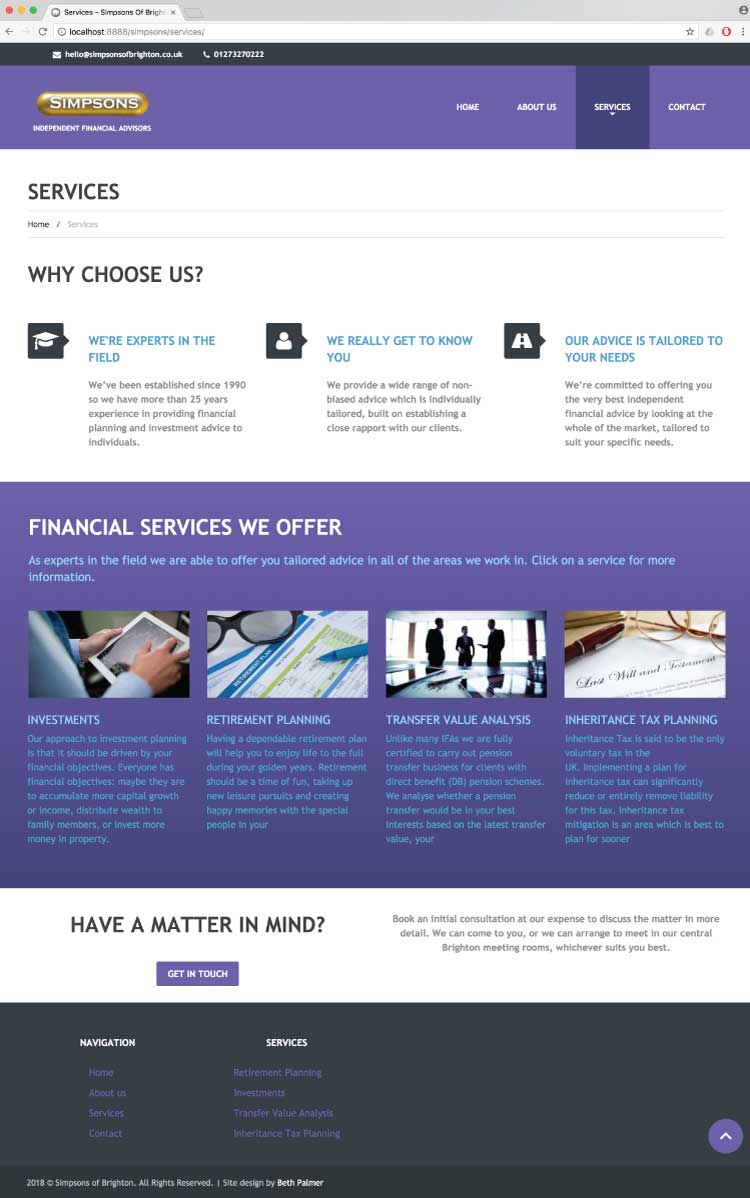 Services – Simpsons Of Bright
localhost:8888/simpsons/services/
hello@simpsonsofbrighton.co.uk 01273270222
SIMPSONS
INDEPENDENT FINANCIAL ADVISORS
HOME ABOUT US SERVICES CONTACT
SERVICES
Home / Services
WHY CHOOSE US?
WE'RE EXPERTS IN THE
FIELD
We've been established since 1990
so we have more than 25 years
experience in providing financial
planning and investment advice to
individuals.
WE REALLY GET TO KNOW
YOU
We provide a wide range of non-
biased advice which is individually
tailored, built on establishing a
close rapport with our clients.
OUR ADVICE IS TAILORED TO
YOUR NEEDS
We're committed to offering you
the very best independent
financial advice by looking at the
whole of the market, tailored to
suit your specific needs.
FINANCIAL SERVICES WE OFFER
As experts in the field we are able to offer you tailored advice in all of the areas we work in. Click on a service for more
information.
RETIREMENT PLAN
Last Will and Testament
INVESTMENTS
Our approach to investment planning
is that it should be driven by your
financial objectives. Everyone has
financial objectives: maybe they are
to accumulate more capital growth
or income, distribute wealth to
family members, or invest more
money in property.
RETIREMENT PLANNING
Having a dependable retirement plan
will help you to enjoy life to the full
during your golden years. Retirement
should be a time of fun, taking up
new leisure pursuits and creating
happy memories with the special
people in your
TRANSFER VALUE ANALYSIS
Unlike many IFAs we are fully
certified to carry out pension
transfer business for clients with
direct benefit (DB) pension schemes.
We analyse whether a pension
transfer would be in your best
interests based on the latest transfer
value, your
INHERITANCE TAX PLANNING
Inheritance Tax is said to be the only
voluntary tax in the
UK. Implementing a plan for
inheritance tax can significantly
reduce or entirely remove liability
for this tax. Inheritance tax
mitigation is an area which is best to
plan for sooner
HAVE A MATTER IN MIND?
GET IN TOUCH
Book an initial consultation at our expense to discuss the matter in more
detail. We can come to you, or we can arrange to meet in our central
Brighton meeting rooms, whichever suits you best.
NAVIGATION
Home
About us
Services
Contact
SERVICES
Retirement Planning
Investments
Transfer Value Analysis
Inheritance Tax Planning
2018 © Simpsons of Brighton. All Rights Reserved. | Site design by Beth Palmer